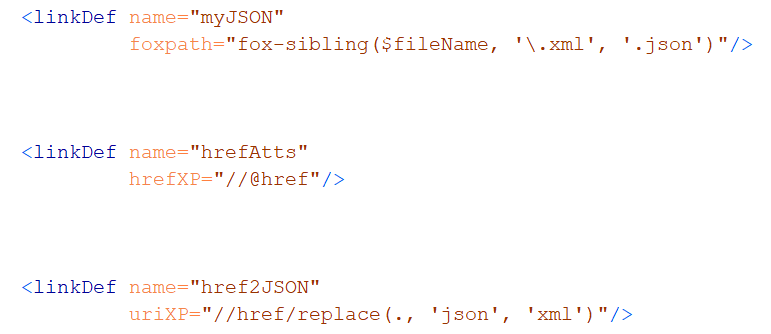 <linkDef name="myJSON"
foxpath="fox-sibling($fileName, '\.xml', '.json')"/>
<linkDef name="hrefAtts"
hrefXP="//@href"/>
<linkDef name="href2JSON"
uriXP="//href/replace(., 'json', 'xml')"/>